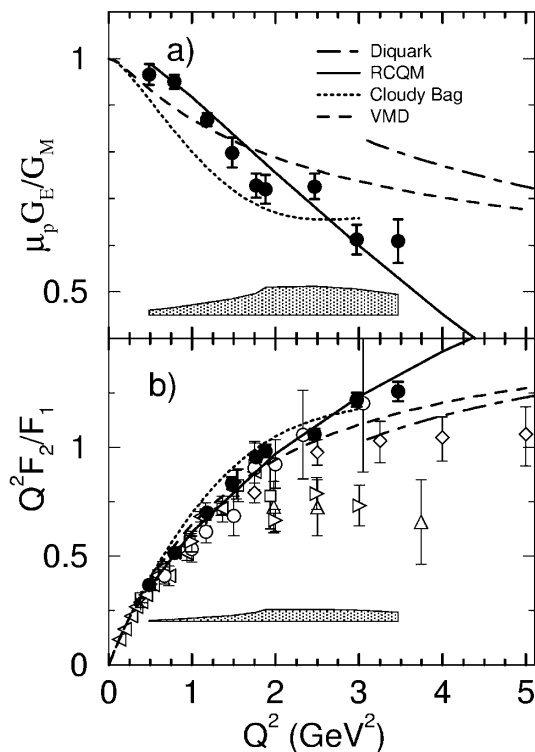 a)
Diquark
RCQM
Cloudy Bag
VMD
1
0.5
μpGE/GM
b)
1
0.5
0
Q²F2/F1
0 1 2 3 4 5
Q² (GeV²)